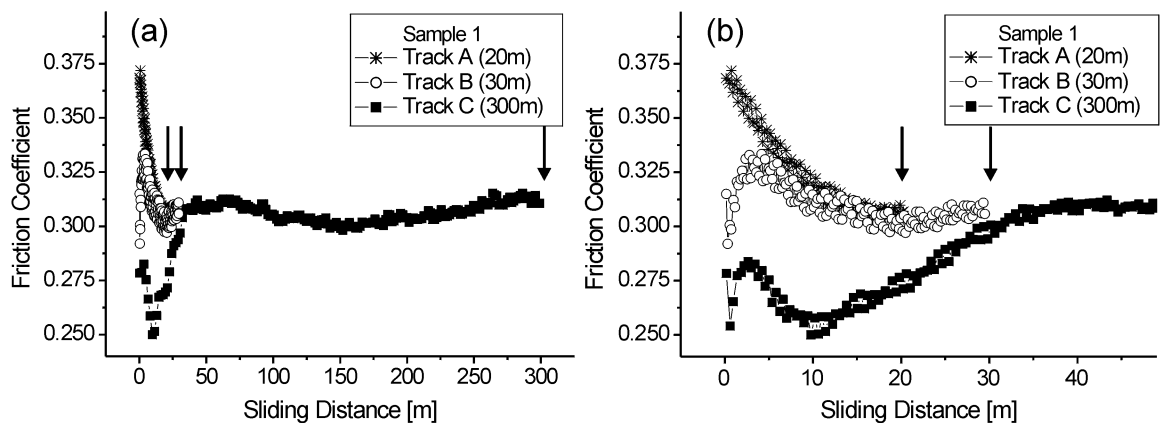 (a)
Sample 1
Track A (20m)
Track B (30m)
Track C (300m)
0.375
0.350
0.325
0.300
0.275
0.250
Friction Coefficient
0 50 100 150 200 250 300
Sliding Distance [m]
(b)
Sample 1
Track A (20m)
Track B (30m)
Track C (300m)
0.375
0.350
0.325
0.300
0.275
0.250
Friction Coefficient
0 10 20 30 40
Sliding Distance [m]